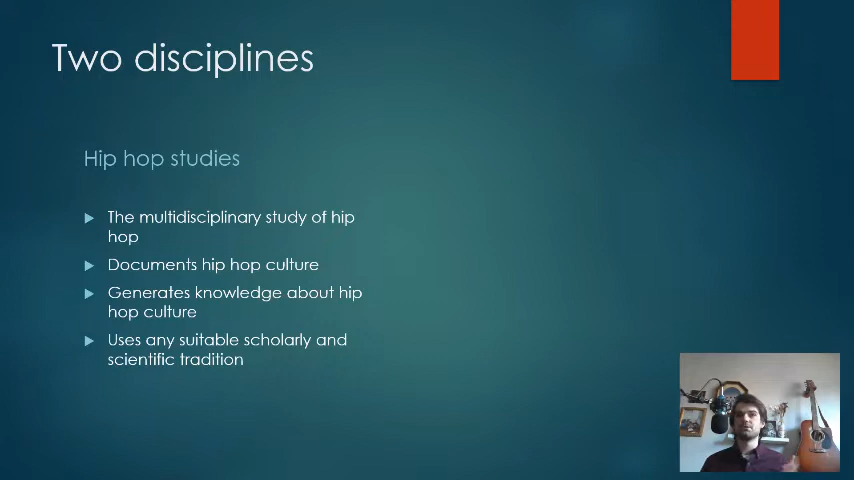 Two disciplines
Hip hop studies
The multidisciplinary study of hip
hop
Documents hip hop culture
Generates knowledge about hip
hop culture
Uses any suitable scholarly and
scientific tradition